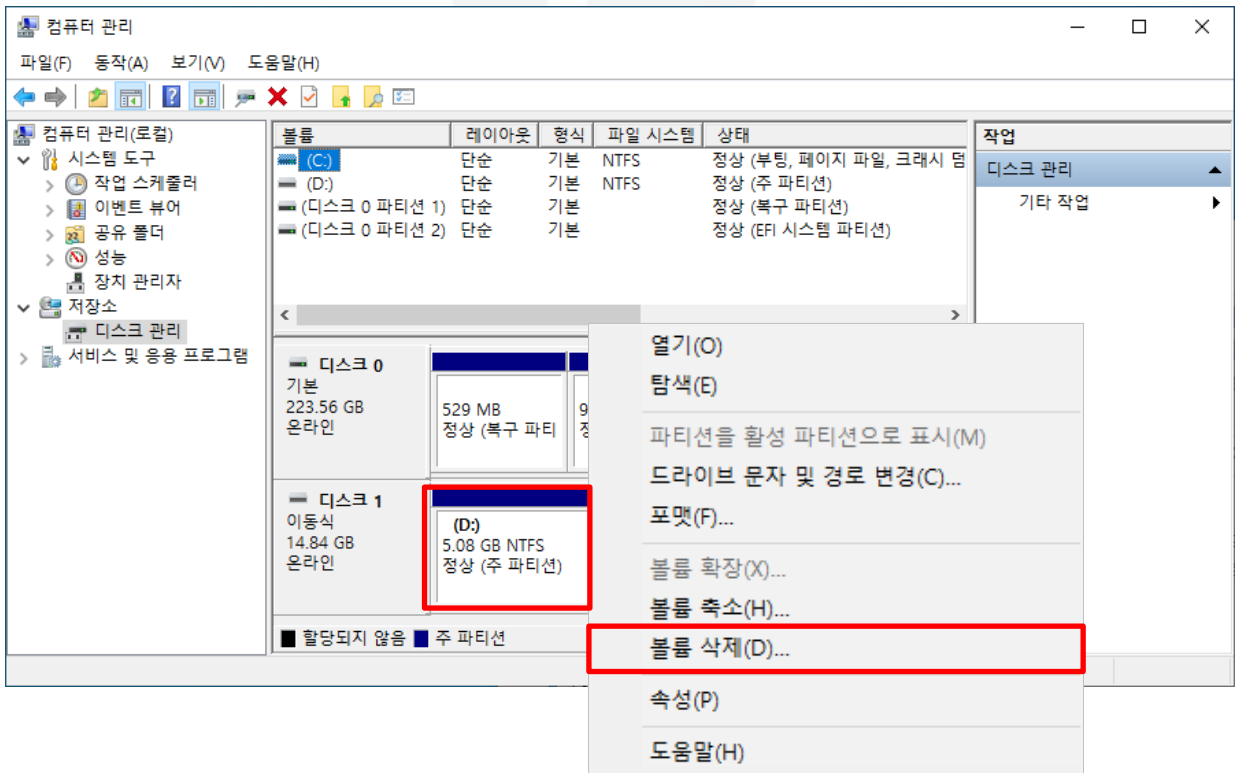 컴퓨터 관리
파일(F) 동작(A) 보기(V) 도움말(H)
컴퓨터 관리(로컬)
시스템 도구
작업 스케줄러
이벤트 뷰어
공유 폴더
성능
장치 관리자
저장소
디스크 관리
서비스 및 응용 프로그램
볼륨 레이아웃 형식 파일 시스템 상태
(C:) 단순 기본 NTFS 정상 (부팅, 페이지 파일, 크래시 덤
(D:) 단순 기본 NTFS 정상 (주 파티션)
(디스크 0 파티션 1) 단순 기본 정상 (복구 파티션)
(디스크 0 파티션 2) 단순 기본 정상 (EFI 시스템 파티션)
작업
디스크 관리
기타 작업
디스크 0
기본
223.56 GB
온라인
529 MB
정상 (복구 파티
9
디스크 1
이동식
14.84 GB
온라인
(D:)
5.08 GB NTFS
정상 (주 파티션)
할당되지 않음 주 파티션
열기(O)
탐색(E)
파티션을 활성 파티션으로 표시(M)
드라이브 문자 및 경로 변경(C)...
포맷(F)...
볼륨 확장(X)...
볼륨 축소(H)...
볼륨 삭제(D)...
속성(P)
도움말(H)